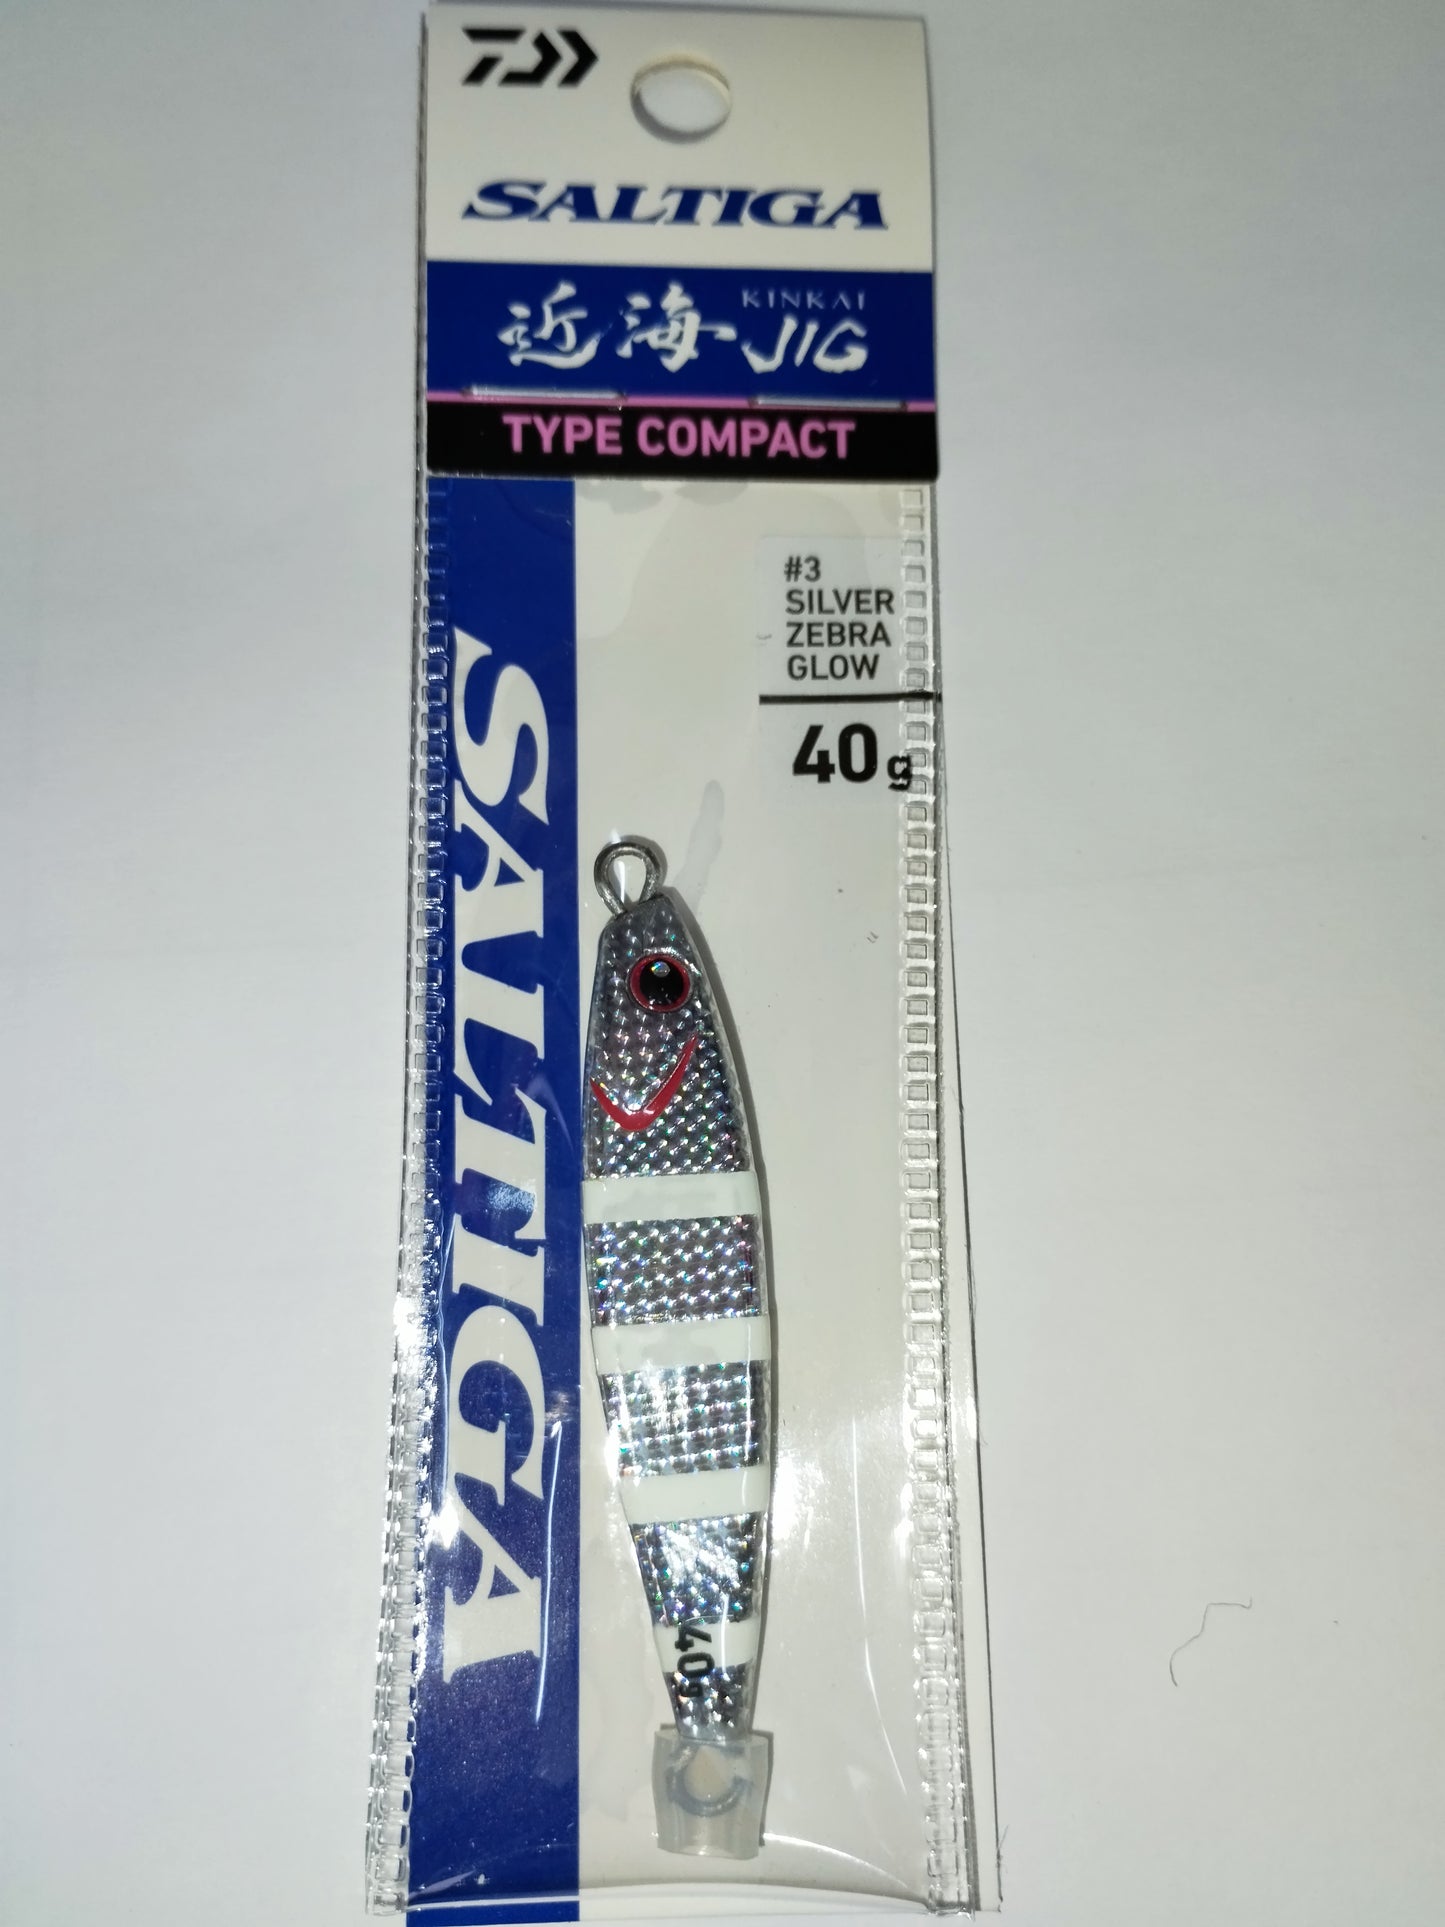 SALTIGA
近海 KINKAI JIG
TYPE COMPACT
#3
SILVER
ZEBRA
GLOW
40g
SALTIGA
40g